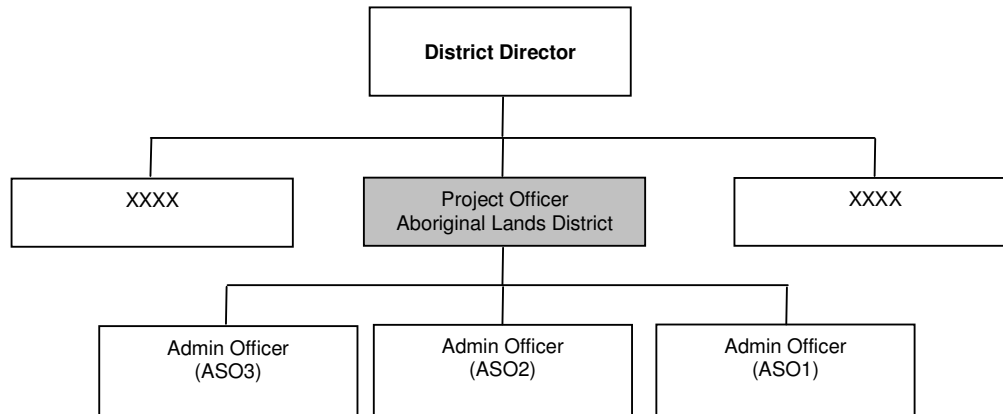 District Director
XXXX
Project Officer
Aboriginal Lands District
XXXX
Admin Officer
(ASO3)
Admin Officer
(ASO2)
Admin Officer
(ASO1)